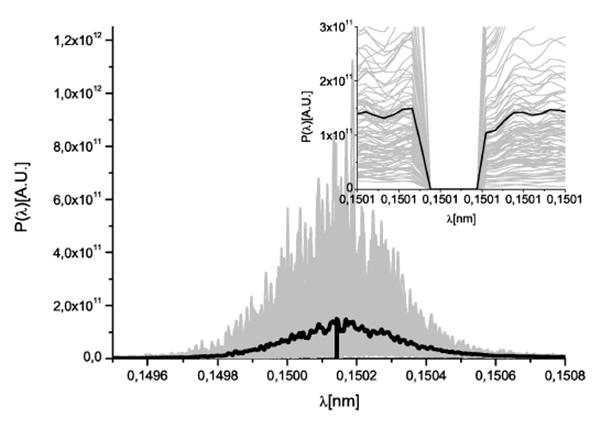 1,2x10¹²
1,0x10¹²
8,0x10¹¹
6,0x10¹¹
4,0x10¹¹
2,0x10¹¹
0,0
P(λ)[A.U.]
0,1496 0,1498 0,1500 0,1502 0,1504 0,1506 0,1508
λ[nm]
3x10¹¹
2x10¹¹
1x10¹¹
0
P(λ)[A.U.]
0,1501 0,1501 0,1501 0,1501 0,1501 0,1501
λ[nm]